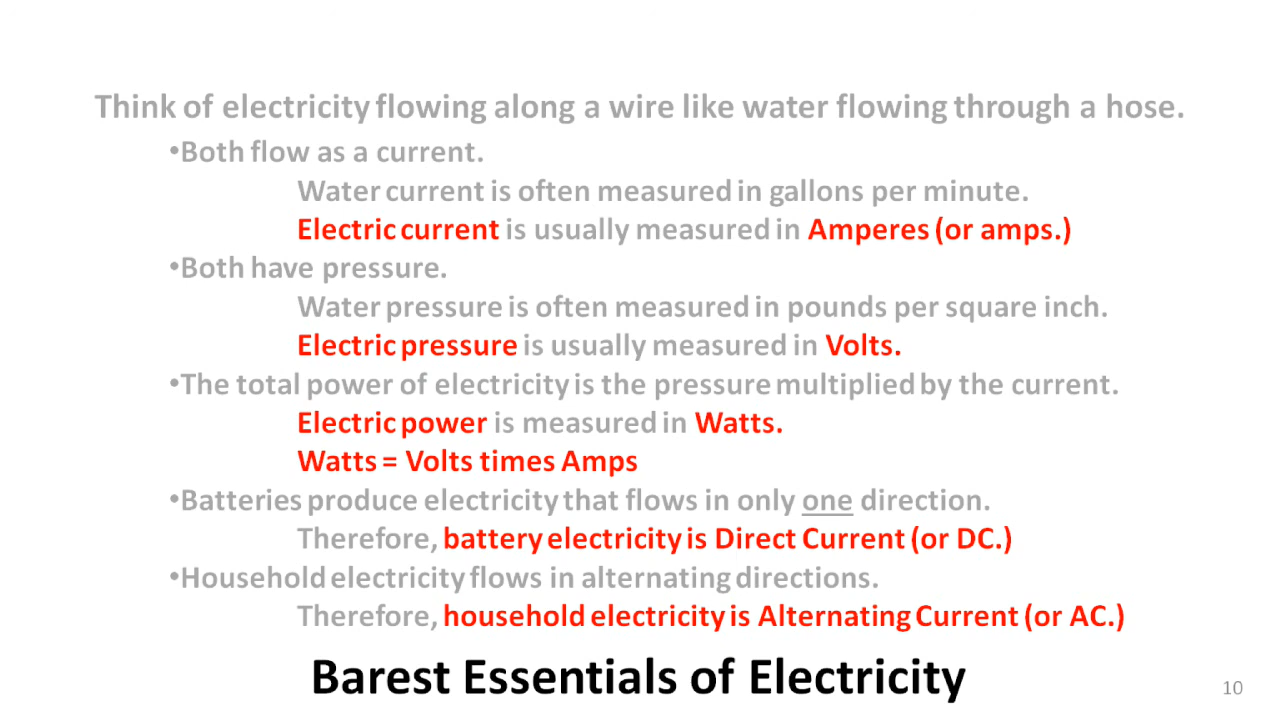 Think of electricity flowing along a wire like water flowing through a hose.
•Both flow as a current.
Water current is often measured in gallons per minute.
Electric current is usually measured in Amperes (or amps.)
•Both have pressure.
Water pressure is often measured in pounds per square inch.
Electric pressure is usually measured in Volts.
•The total power of electricity is the pressure multiplied by the current.
Electric power is measured in Watts.
Watts = Volts times Amps
•Batteries produce electricity that flows in only one direction.
Therefore, battery electricity is Direct Current (or DC.)
•Household electricity flows in alternating directions.
Therefore, household electricity is Alternating Current (or AC.)
Barest Essentials of Electricity
10